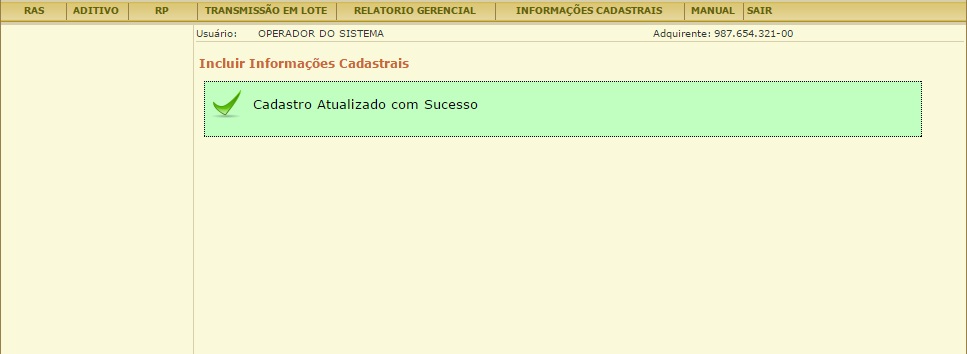 RAS ADITIVO RP TRANSMISSÃO EM LOTE RELATORIO GERENCIAL INFORMAÇÕES CADASTRAIS MANUAL SAIR
Usuário: OPERADOR DO SISTEMA Adquirente: 987.654.321-00
Incluir Informações Cadastrais
Cadastro Atualizado com Sucesso